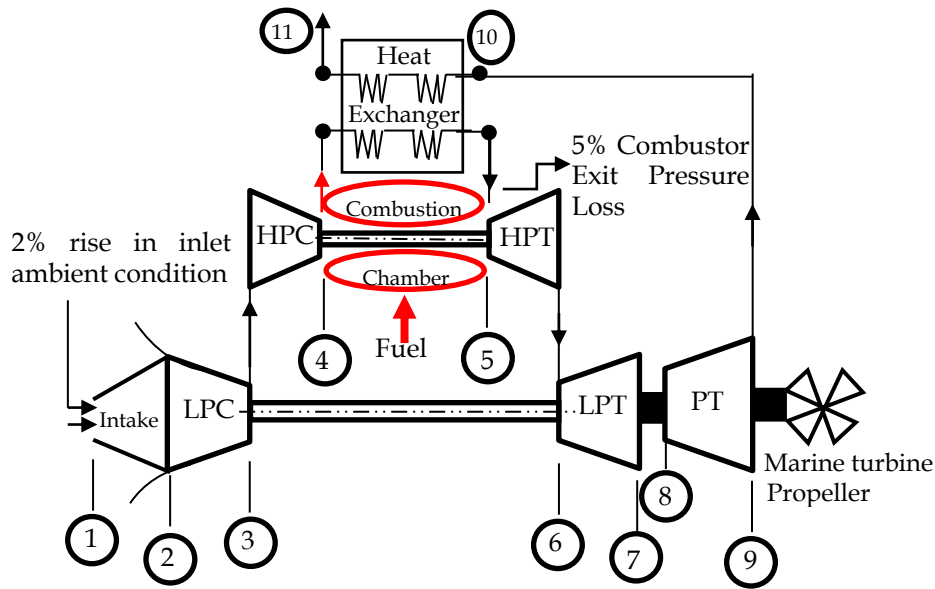 11
10
Heat
Exchanger
5% Combustor
Exit Pressure
Loss
Combustion
HPC
HPT
2% rise in inlet
ambient condition
Chamber
Fuel
4
5
Intake
LPC
LPT
PT
Marine turbine
Propeller
1
2
3
6
7
8
9